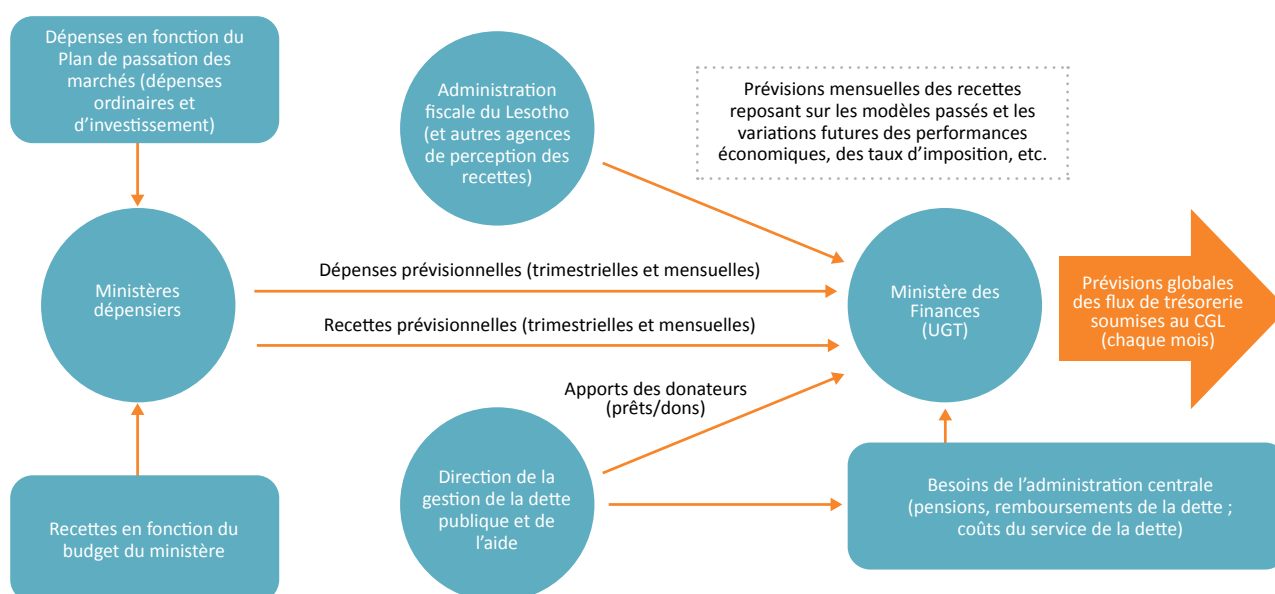 Dépenses en fonction du
Plan de passation des
marchés (dépenses
ordinaires et
d'investissement)
Administration
fiscale du Lesotho
(et autres agences
de perception des
recettes)
Prévisions mensuelles des recettes
reposant sur les modèles passés et les
variations futures des performances
économiques, des taux d'imposition, etc.
Ministères
dépensiers
Dépenses prévisionnelles (trimestrielles et mensuelles)
Recettes prévisionnelles (trimestrielles et mensuelles)
Ministère des
Finances
(UGT)
Prévisions globales
des flux de trésorerie
soumises au CGL
(chaque mois)
Apports des donateurs
(prêts/dons)
Recettes en fonction du
budget du ministère
Direction de la
gestion de la dette
publique et de
l'aide
Besoins de l'administration centrale
(pensions, remboursements de la dette ;
coûts du service de la dette)